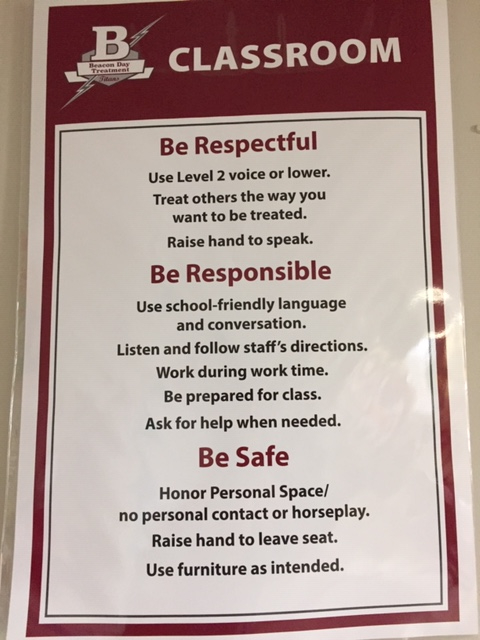 B
Beacon Day
Treatment
Titans
CLASSROOM
Be Respectful
Use Level 2 voice or lower.
Treat others the way you
want to be treated.
Raise hand to speak.
Be Responsible
Use school-friendly language
and conversation.
Listen and follow staff's directions.
Work during work time.
Be prepared for class.
Ask for help when needed.
Be Safe
Honor Personal Space/
no personal contact or horseplay.
Raise hand to leave seat.
Use furniture as intended.